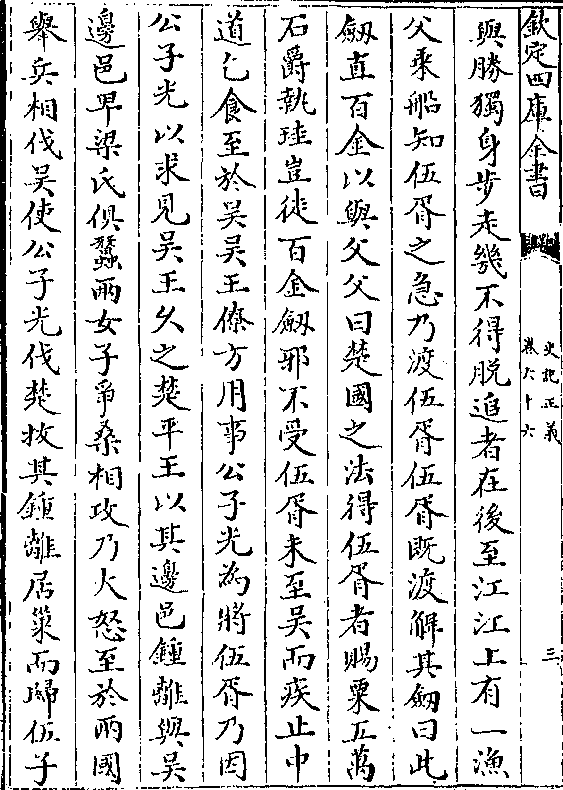 欽定四庫全書
史記正義
卷六十六
三
與勝獨身步走幾不得脫追者在後至江江上有一漁
父乘船知伍胥之急乃渡伍胥伍胥既渡解其劔曰此
劔直百金以與父父曰楚國之法得伍胥者賜粟五萬
石爵執珪豈徒百金劔邪不受伍胥未至吳而疾止中
道乞食至於吳吳王僚方用事公子光為將伍胥乃因
公子光以求見吳王久之楚平王以其邊邑鍾離與吳
邊邑卑梁氏俱蠶兩女子爭桑相攻乃大怒至於兩國
舉兵相伐吳使公子光伐楚拔其鍾離居巢而歸伍子